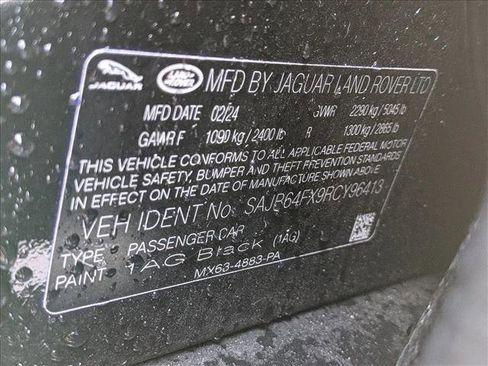 JAGUAR LAND ROVER MFD BY JAGUAR LAND ROVER LTD
MFD DATE 02/24 GVWR 2290 kg / 5045 lb
GAWR F 1090 kg / 2400 lb R 1300 kg / 2865 lb
THIS VEHICLE CONFORMS TO ALL APPLICABLE FEDERAL MOTOR
VEHICLE SAFETY, BUMPER AND THEFT PREVENTION STANDARDS
IN EFFECT ON THE DATE OF MANUFACTURE SHOWN ABOVE
VEH IDENT No: SAJB64FX9RCY96413
TYPE: PASSENGER CAR
PAINT: 1AG Black (1AG)
MX63-4883-PA